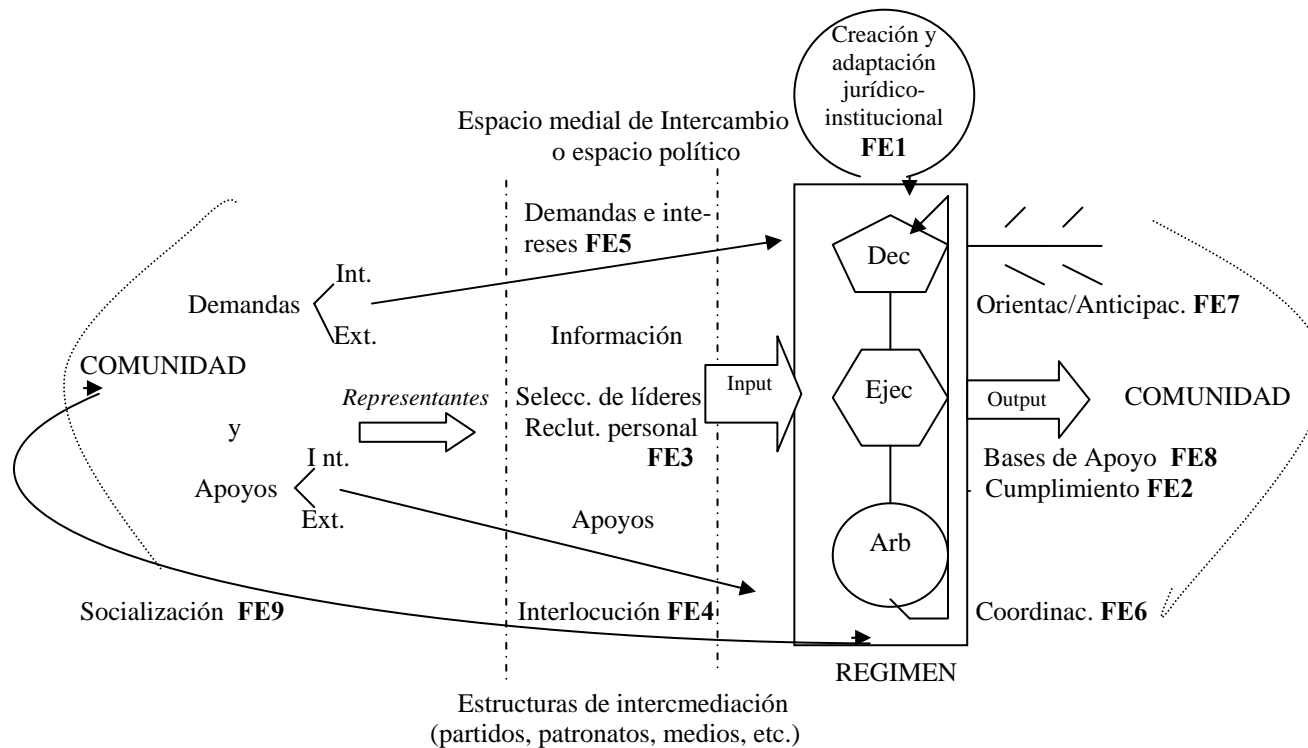 Creación y
adaptación
jurídico-
institucional
FE1
Espacio medial de Intercambio
o espacio político
Demandas e inte-
reses FE5
Int.
Demandas
Ext.
Dec
Orientac/Anticipac. FE7
Información
COMUNIDAD
Representantes
Selecc. de líderes
Reclut. personal
FE3
Input
Ejec
Output
COMUNIDAD
y
I nt.
Apoyos
Ext.
Bases de Apoyo FE8
Cumplimiento FE2
Apoyos
Arb
Socialización FE9
Interlocución FE4
Coordinac. FE6
REGIMEN
Estructuras de intercmediación
(partidos, patronatos, medios, etc.)